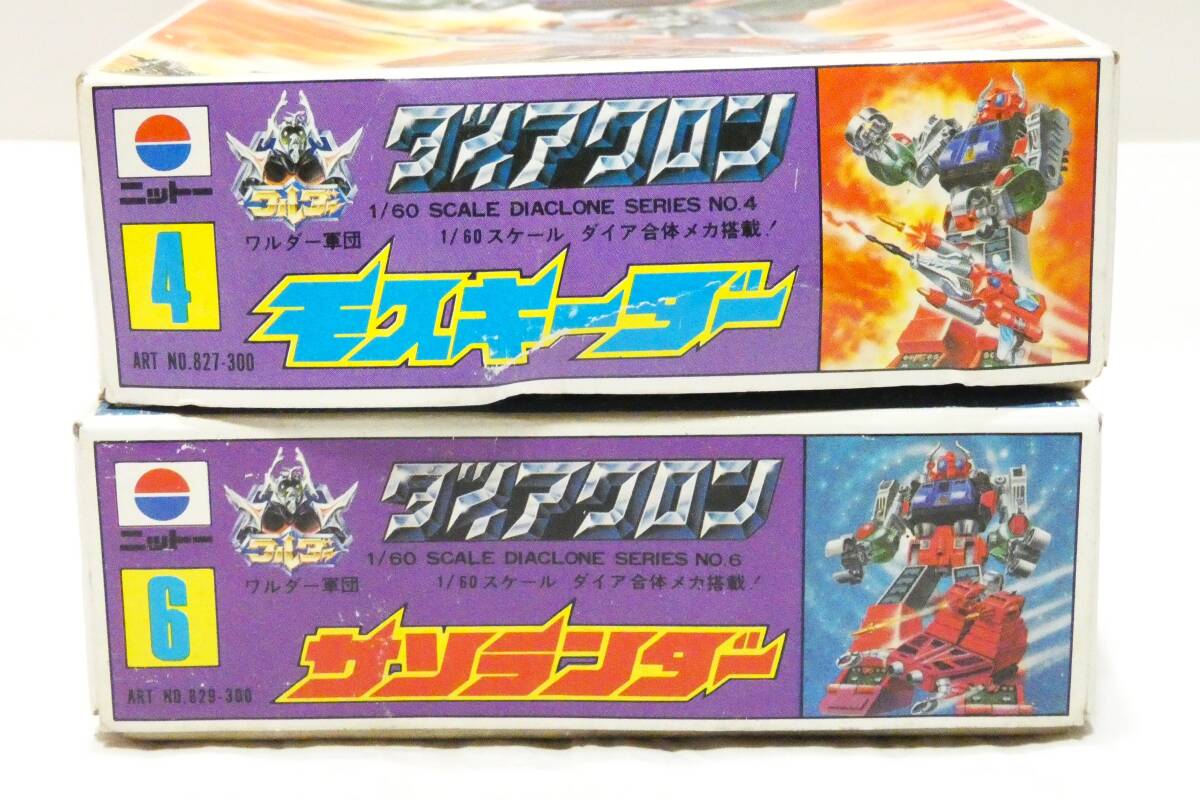 ニットー
ワルダー
ダイアクロン
1/60 SCALE DIACLONE SERIES NO.4
ワルダー軍団
1/60スケール ダイア合体メカ搭載!
4
モスキーダー
ART NO.827-300
ニットー
ワルダー
ダイアクロン
1/60 SCALE DIACLONE SERIES NO.6
ワルダー軍団
1/60スケール ダイア合体メカ搭載!
6
サソランダー
ART NO.829-300